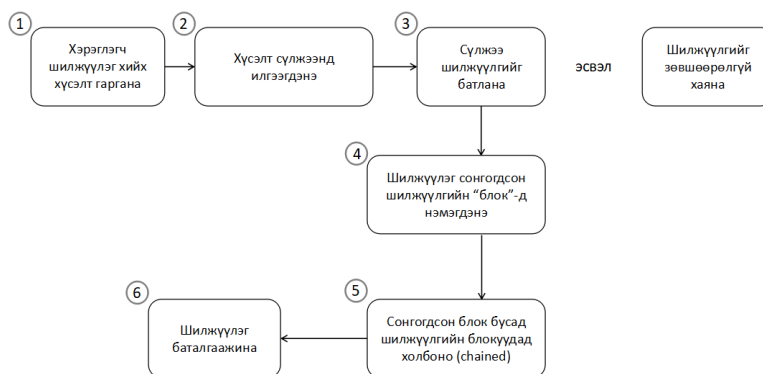 1
Хэрэглэгч
шилжүүлэг хийх
хүсэлт гаргана
2
Хүсэлт сүлжээнд
илгээгдэнэ
3
Сүлжээ
шилжүүлгийг
батлана
эсвэл
Шилжүүлгийг
зөвшөөрөлгүй
хаяна
4
Шилжүүлэг сонгогдсон
шилжүүлгийн “блок”-д
нэмэгдэнэ
5
Сонгогдсон блок бусад
шилжүүлгийн блокуудад
холбоно (chained)
6
Шилжүүлэг
баталгаажина